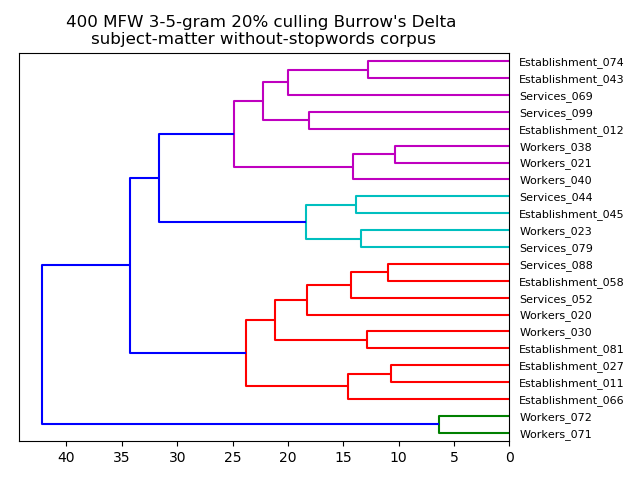 400 MFW 3-5-gram 20% culling Burrow's Delta
subject-matter without-stopwords corpus
Establishment_074
Establishment_043
Services_069
Services_099
Establishment_012
Workers_038
Workers_021
Workers_040
Services_044
Establishment_045
Workers_023
Services_079
Services_088
Establishment_058
Services_052
Workers_020
Workers_030
Establishment_081
Establishment_027
Establishment_011
Establishment_066
Workers_072
Workers_071
40 35 30 25 20 15 10 5 0